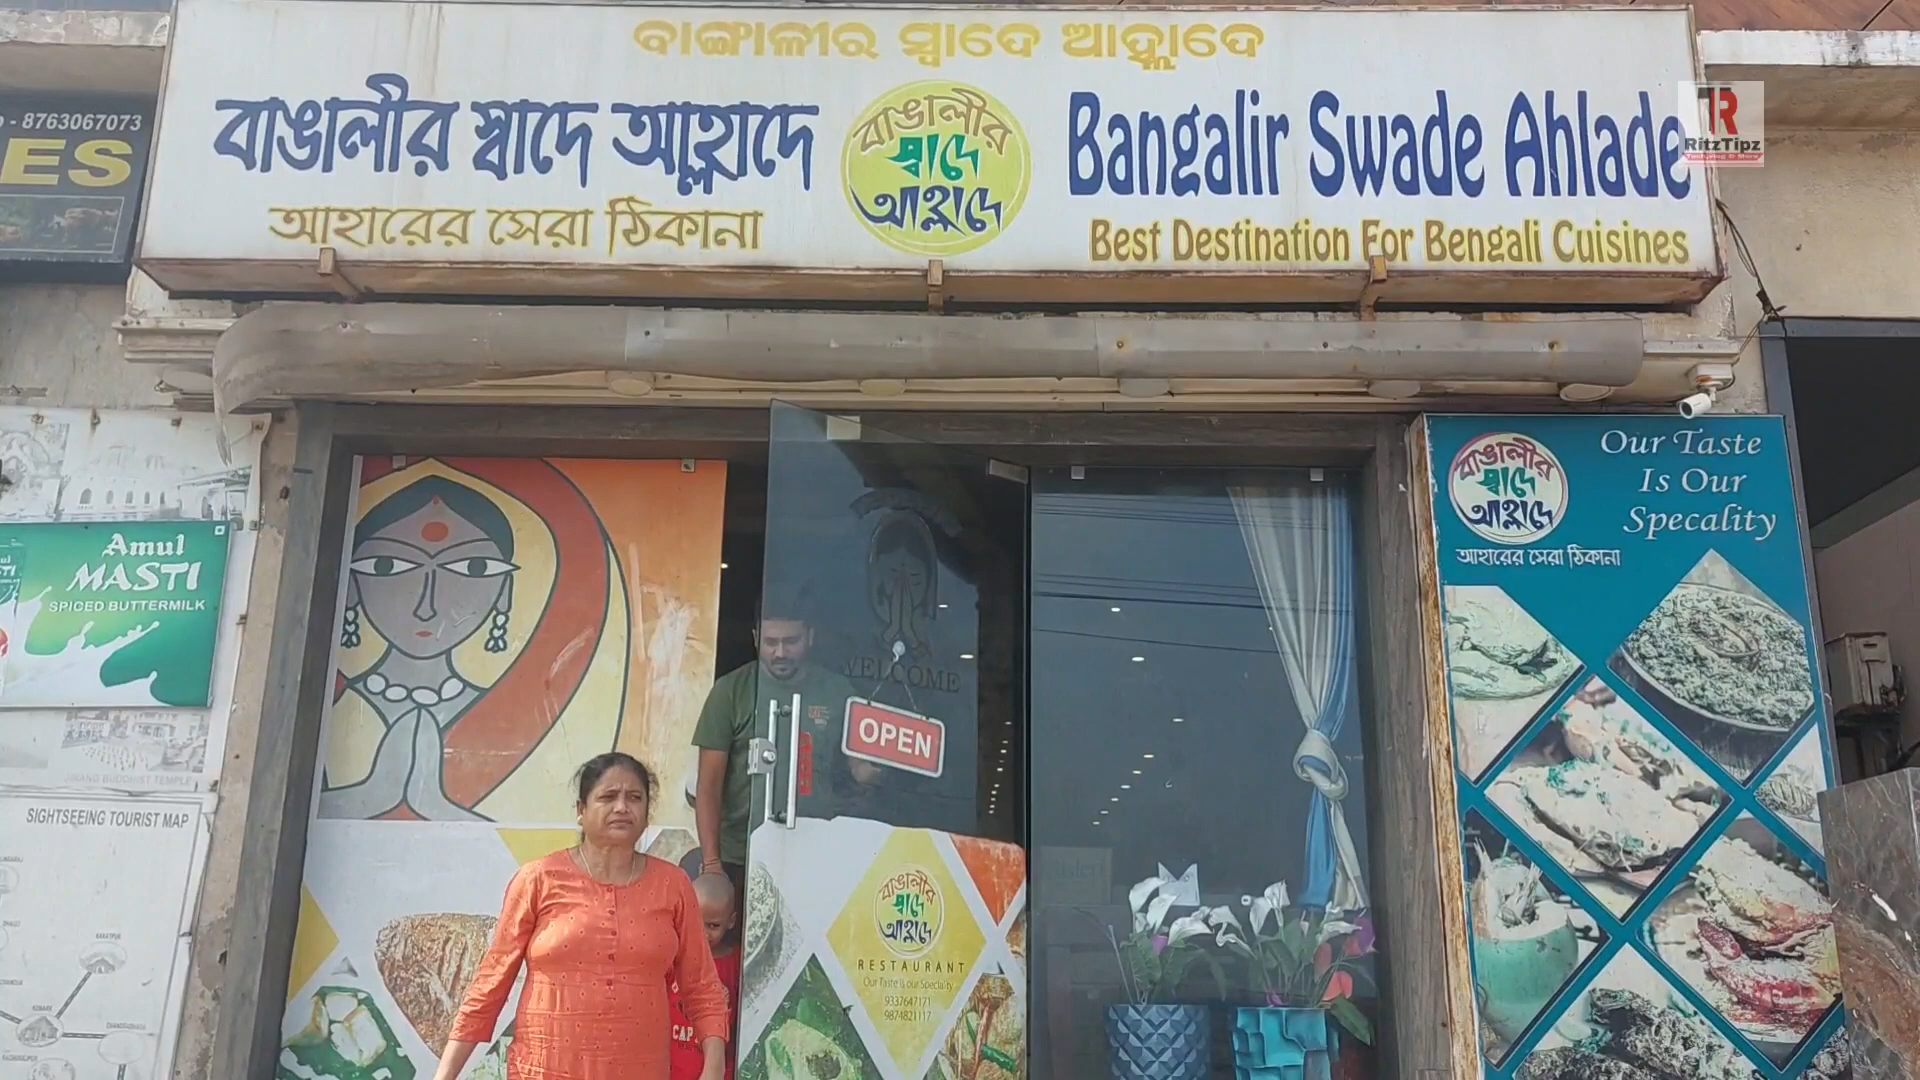 ବାଙ୍ଗାଳୀର ସ୍ଵାଦେ ଆହ୍ଲାଦେ
বাঙালীর স্বাদে আহ্লাদে
আহারের সেরা ঠিকানা
বাঙালীর
স্বাদে
আহ্লাদে
Bangalir Swade Ahlade
Best Destination For Bengali Cuisines
TR
RitzTipz
- 8763067073
ES
Amul
MASTI
SPICED BUTTERMILK
SIGHTSEEING TOURIST MAP
WELCOME
OPEN
বাঙালীর
স্বাদে
আহ্লাদে
RESTAURANT
Our Taste is our Speciality
9337647171
9874821117
CAP
বাঙালীর
স্বাদে
আহ্লাদে
আহারের সেরা ঠিকানা
Our Taste
Is Our
Specality